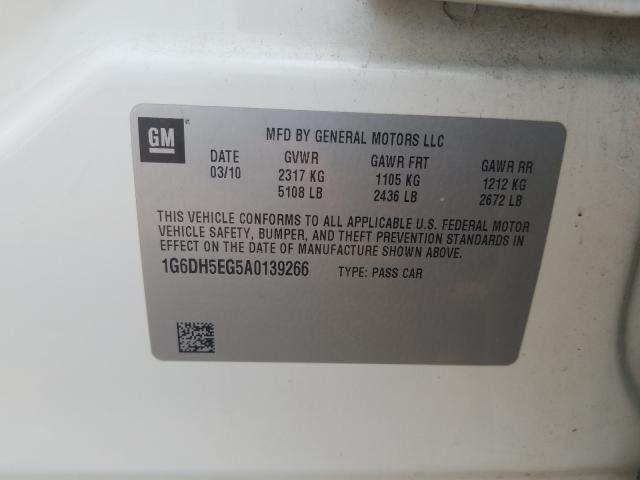 GM
MFD BY GENERAL MOTORS LLC
DATE GVWR GAWR FRT GAWR RR
03/10 2317 KG 1105 KG 1212 KG
5108 LB 2436 LB 2672 LB
THIS VEHICLE CONFORMS TO ALL APPLICABLE U.S. FEDERAL MOTOR
VEHICLE SAFETY, BUMPER, AND THEFT PREVENTION STANDARDS IN
EFFECT ON THE DATE OF MANUFACTURE SHOWN ABOVE.
1G6DH5EG5A0139266 TYPE: PASS CAR